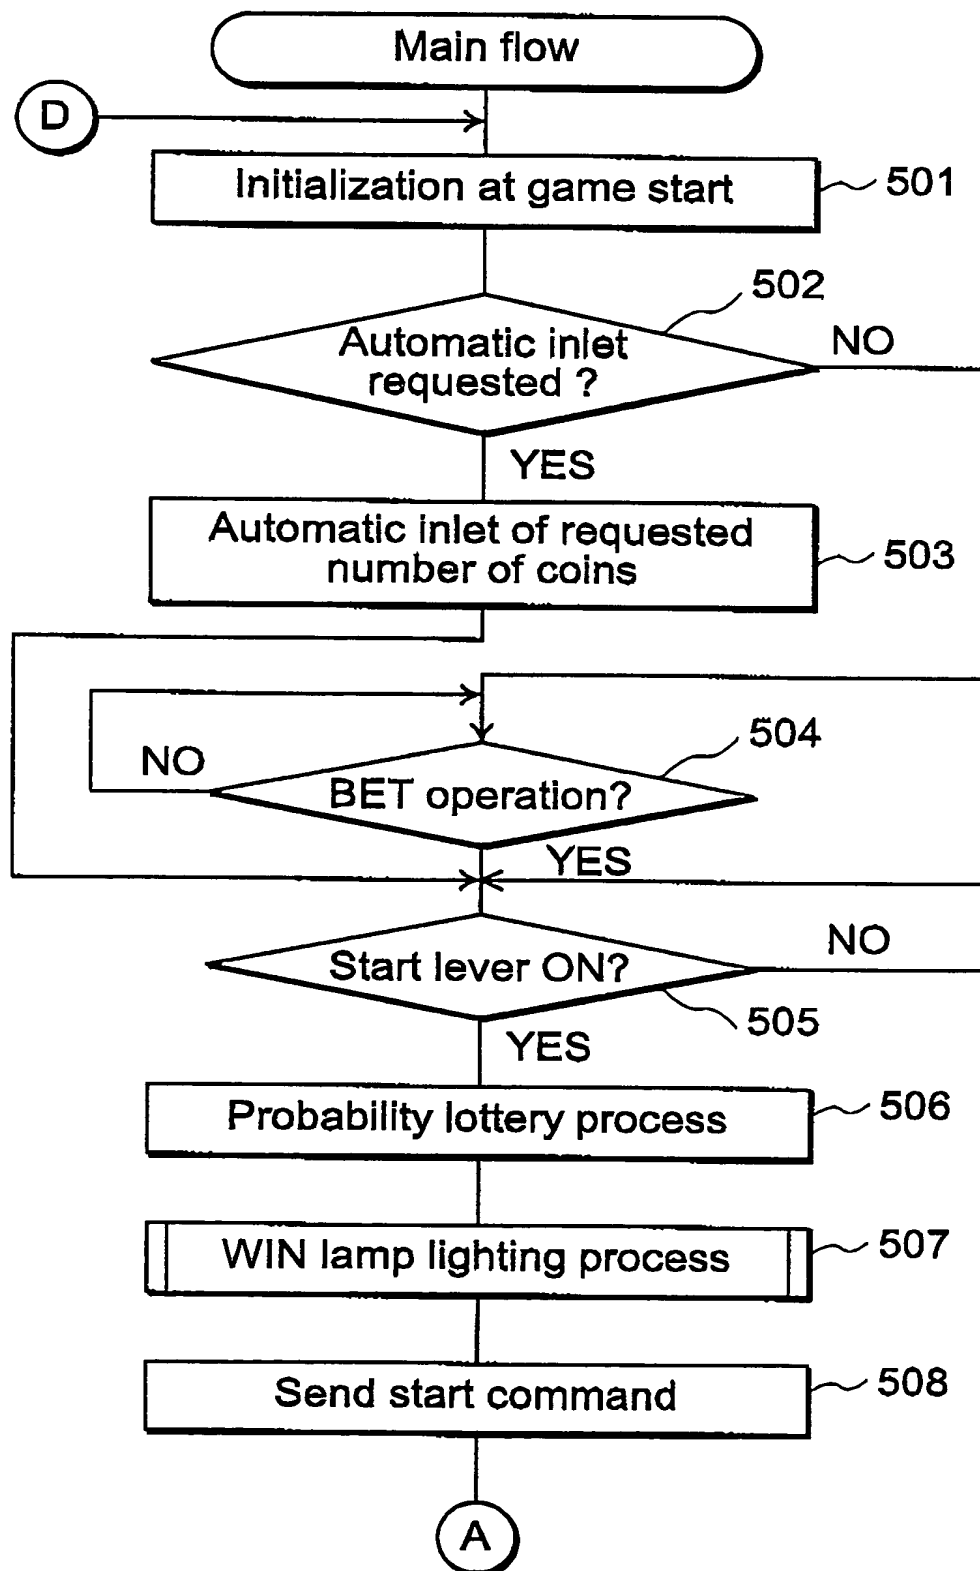 Main flow
D
Initialization at game start
501
502
Automatic inlet
requested ?
NO
YES
Automatic inlet of requested
number of coins
503
504
NO
BET operation?
YES
NO
Start lever ON?
505
YES
Probability lottery process
506
WIN lamp lighting process
507
Send start command
508
A